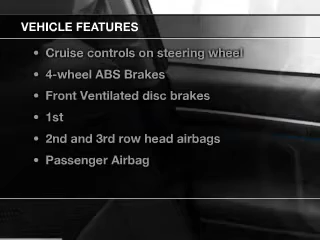 VEHICLE FEATURES
• Cruise controls on steering wheel
• 4-wheel ABS Brakes
• Front Ventilated disc brakes
• 1st
• 2nd and 3rd row head airbags
• Passenger Airbag